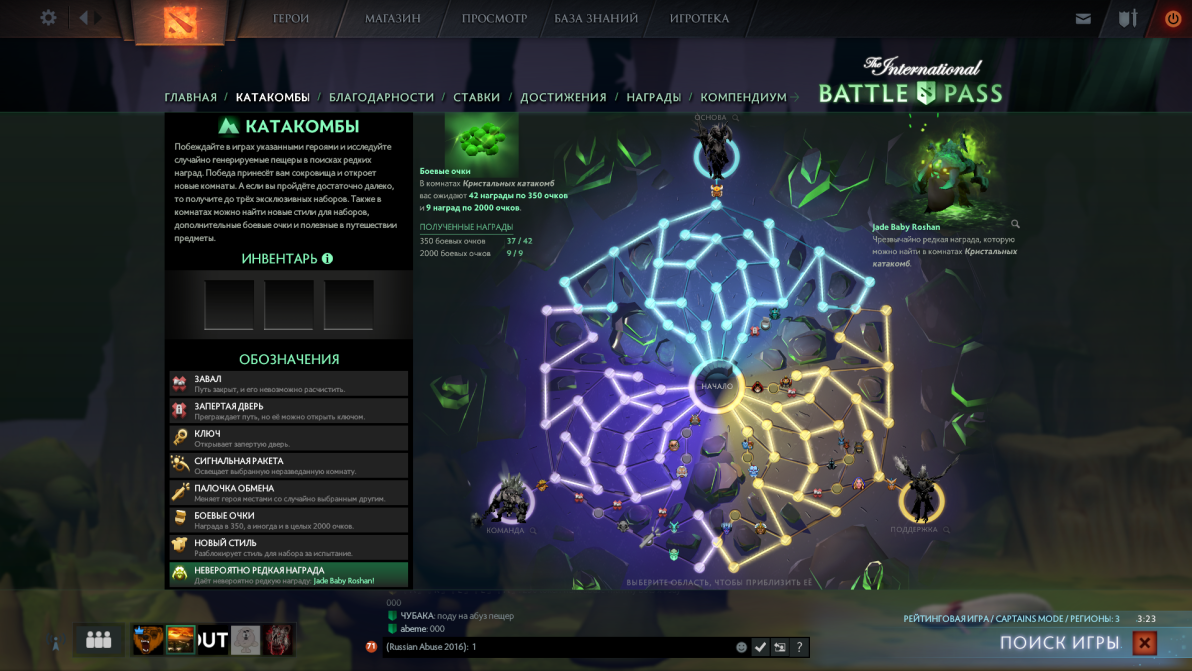 ГЕРОИ
МАГАЗИН
ПРОСМОТР
БАЗА ЗНАНИЙ
ИГРОТЕКА
The International
BATTLE PASS
ГЛАВНАЯ / КАТАКОМБЫ / БЛАГОДАРНОСТИ / СТАВКИ / ДОСТИЖЕНИЯ / НАГРАДЫ / КОМПЕНДИУМ
КАТАКОМБЫ
Побеждайте в играх указанными героями и исследуйте
случайно генерируемые пещеры в поисках редких
наград. Победа принесёт вам сокровища и откроет
новые комнаты. А если вы пройдёте достаточно далеко,
то получите до трёх эксклюзивных наборов. Также в
комнатах можно найти новые стили для наборов,
дополнительные боевые очки и полезные в путешествии
предметы.
ИНВЕНТАРЬ
ОБОЗНАЧЕНИЯ
ЗАВАЛ
Путь закрыт, и его невозможно расчистить.
ЗАПЕРТАЯ ДВЕРЬ
Преграждает путь, но её можно открыть ключом.
КЛЮЧ
Открывает запертую дверь.
СИГНАЛЬНАЯ РАКЕТА
Освещает выбранную неразведанную комнату.
ПАЛОЧКА ОБМЕНА
Меняет героя местами со случайно выбранным другим.
БОЕВЫЕ ОЧКИ
Награда в 350, а иногда и в целых 2000 очков.
НОВЫЙ СТИЛЬ
Разблокирует стиль для набора за испытание.
НЕВЕРОЯТНО РЕДКАЯ НАГРАДА
Даёт невероятно редкую награду: Jade Baby Roshan!
Боевые очки
В комнатах Кристальных катакомб
вас ожидают 42 награды по 350 очков
и 9 наград по 2000 очков.
ПОЛУЧЕННЫЕ НАГРАДЫ
350 боевых очков 37 / 42
2000 боевых очков 9 / 9
ОСНОВА
Jade Baby Roshan
Чрезвычайно редкая награда, которую
можно найти в комнатах Кристальных
катакомб.
НАЧАЛО
КОМАНДА
ПОДДЕРЖКА
ВЫБЕРИТЕ ОБЛАСТЬ, ЧТОБЫ ПРИБЛИЗИТЬ ЕЁ
000
ЧУБАКА: поду на абуз пещер
abeme: 000
71 (Russian Abuse 2016): 1
OUT
РЕЙТИНГОВАЯ ИГРА / CAPTAINS MODE / РЕГИОНЫ: 3 3:23
ПОИСК ИГРЫ